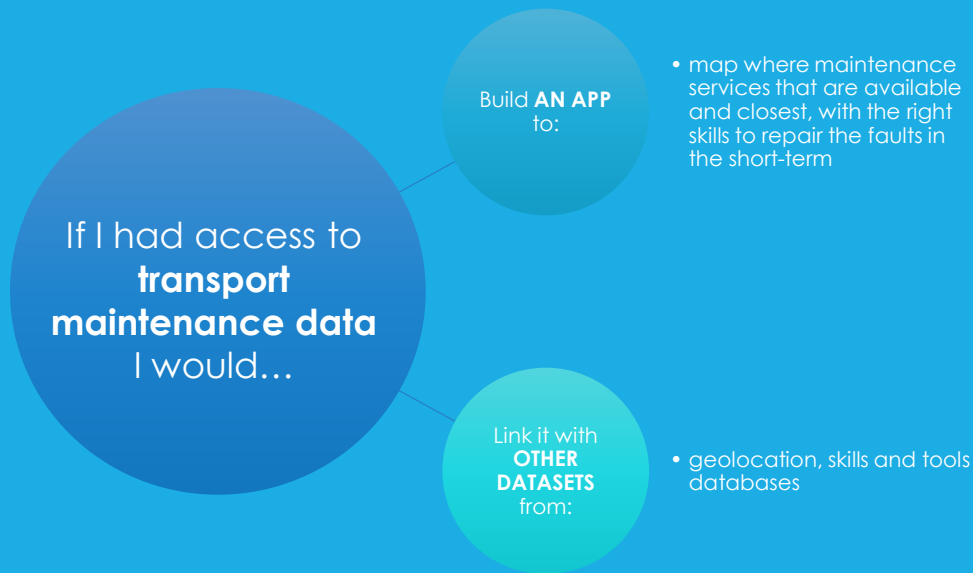 If I had access to
transport
maintenance data
I would…
Build AN APP
to:
• map where maintenance
services that are available
and closest, with the right
skills to repair the faults in
the short-term
Link it with
OTHER
DATASETS
from:
• geolocation, skills and tools
databases